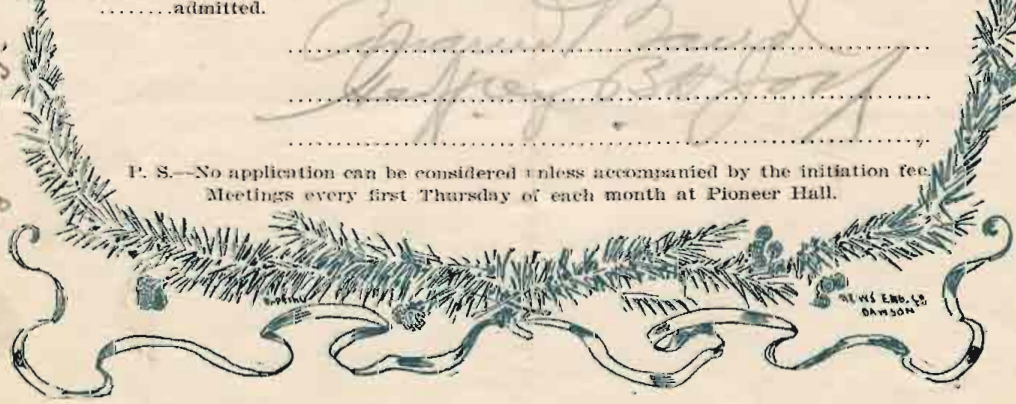 ........admitted.
P. S.—No application can be considered unless accompanied by the initiation fee.
Meetings every first Thursday of each month at Pioneer Hall.
NEWS ENG. CO
DAWSON